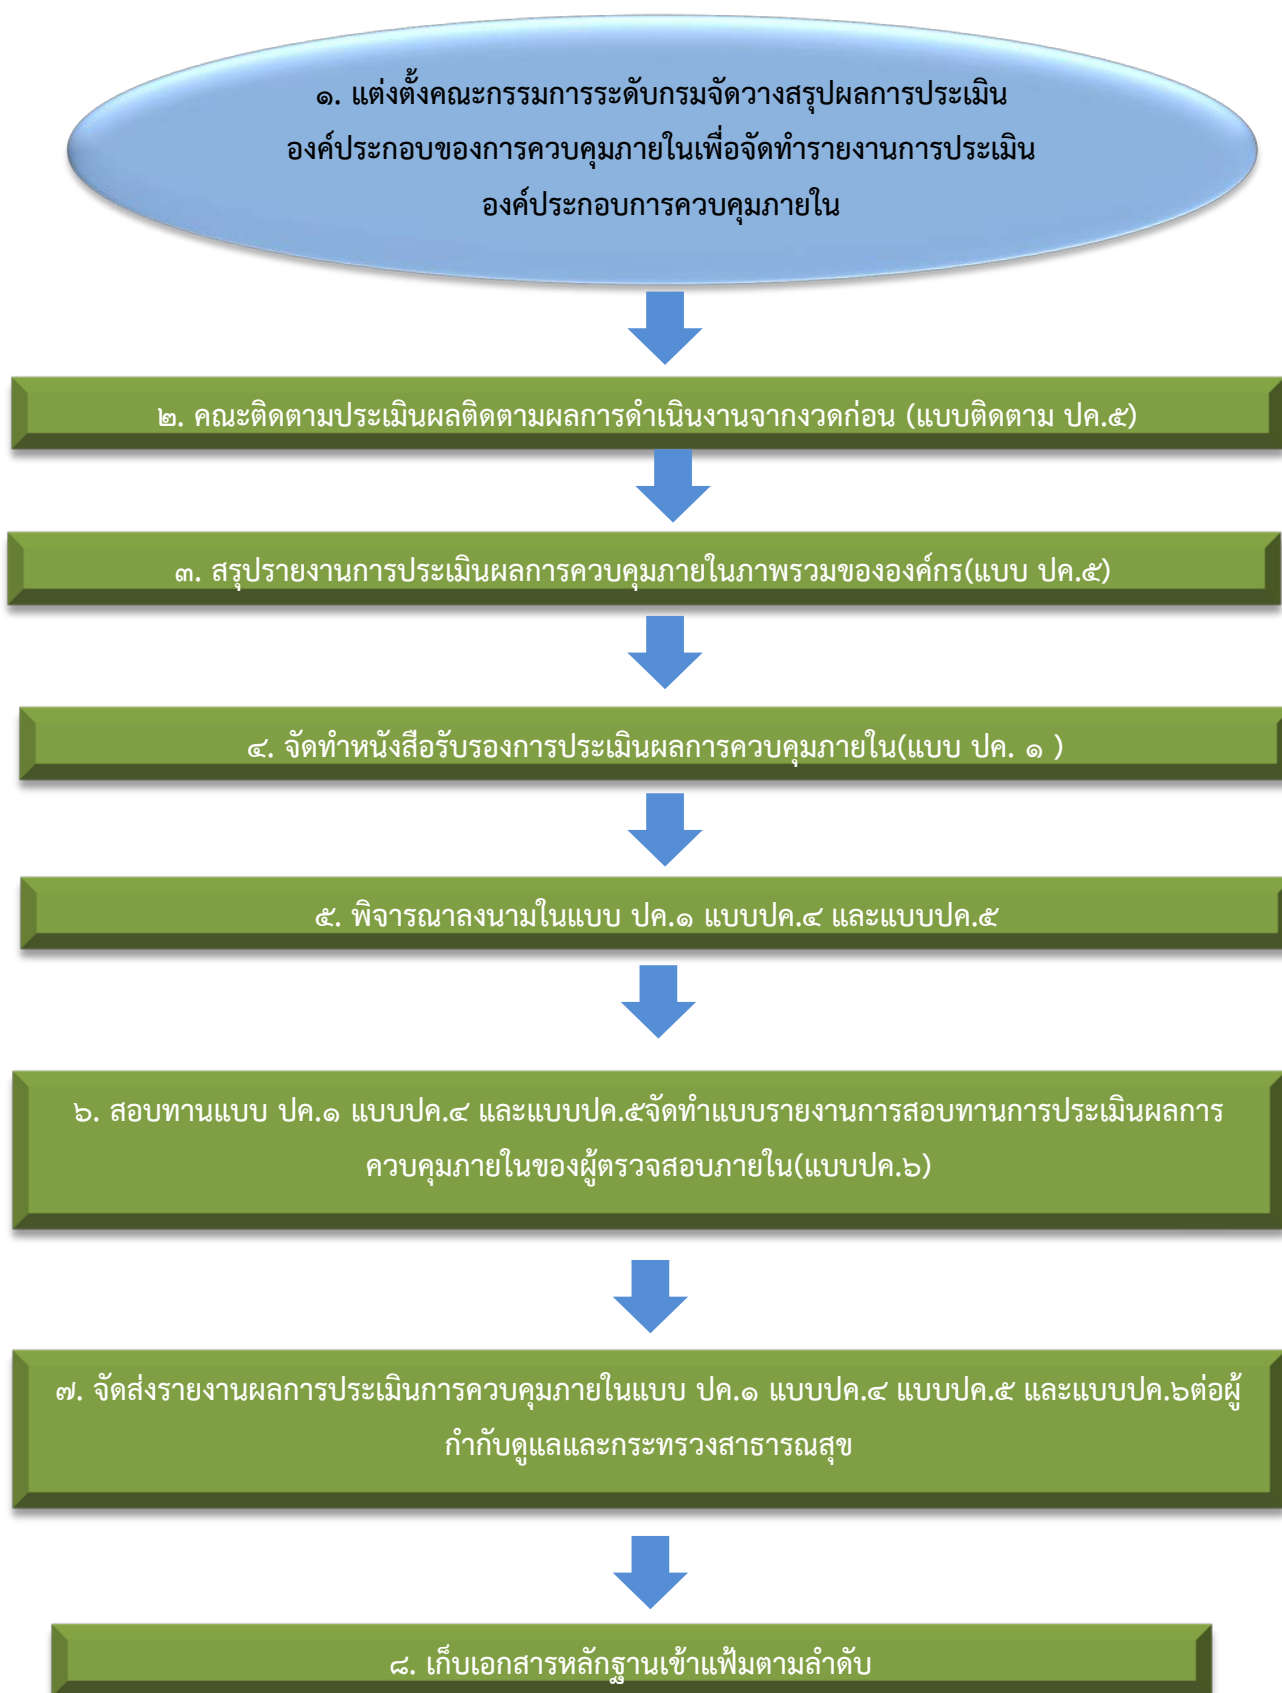 ๑. แต่งตั้งคณะกรรมการระดับกรมจัดวางสรุปผลการประเมิน
องค์ประกอบของการควบคุมภายในเพื่อจัดทำรายงานการประเมิน
องค์ประกอบการควบคุมภายใน
๒. คณะติดตามประเมินผลติดตามผลการดำเนินงานจากงวดก่อน (แบบติดตาม ปค.๕)
๓. สรุปรายงานการประเมินผลการควบคุมภายในภาพรวมขององค์กร(แบบ ปค.๕)
๔. จัดทำหนังสือรับรองการประเมินผลการควบคุมภายใน(แบบ ปค. ๑ )
๕. พิจารณาลงนามในแบบ ปค.๑ แบบปค.๔ และแบบปค.๕
๖. สอบทานแบบ ปค.๑ แบบปค.๔ และแบบปค.๕จัดทำแบบรายงานการสอบทานการประเมินผลการ
ควบคุมภายในของผู้ตรวจสอบภายใน(แบบปค.๖)
๗. จัดส่งรายงานผลการประเมินการควบคุมภายในแบบ ปค.๑ แบบปค.๔ แบบปค.๕ และแบบปค.๖ต่อผู้
กำกับดูแลและกระทรวงสาธารณสุข
๘. เก็บเอกสารหลักฐานเข้าแฟ้มตามลำดับ